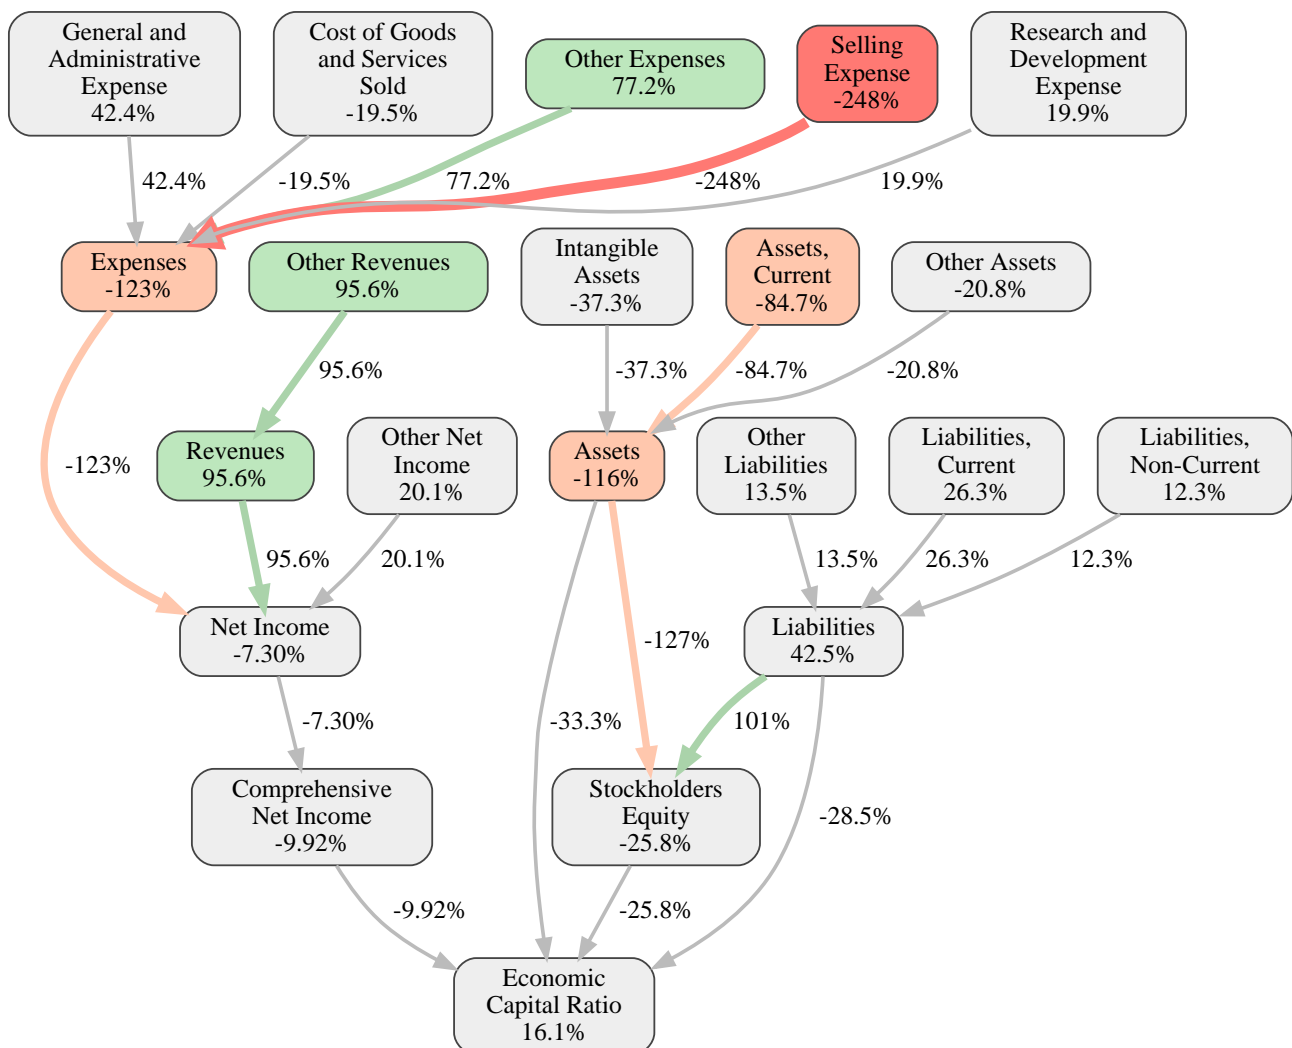 General and
Administrative
Expense
42.4%
Cost of Goods
and Services
Sold
-19.5%
Other Expenses
77.2%
Selling
Expense
-248%
Research and
Development
Expense
19.9%
42.4%
-19.5%
77.2%
-248%
19.9%
Expenses
-123%
Other Revenues
95.6%
Intangible
Assets
-37.3%
Assets,
Current
-84.7%
Other Assets
-20.8%
95.6%
-37.3%
-84.7%
-20.8%
-123%
Revenues
95.6%
Other Net
Income
20.1%
Assets
-116%
Other
Liabilities
13.5%
Liabilities,
Current
26.3%
Liabilities,
Non-Current
12.3%
95.6%
20.1%
13.5%
26.3%
12.3%
Net Income
-7.30%
-127%
Liabilities
42.5%
-7.30%
-33.3%
101%
Comprehensive
Net Income
-9.92%
Stockholders
Equity
-25.8%
-28.5%
-9.92%
-25.8%
Economic
Capital Ratio
16.1%